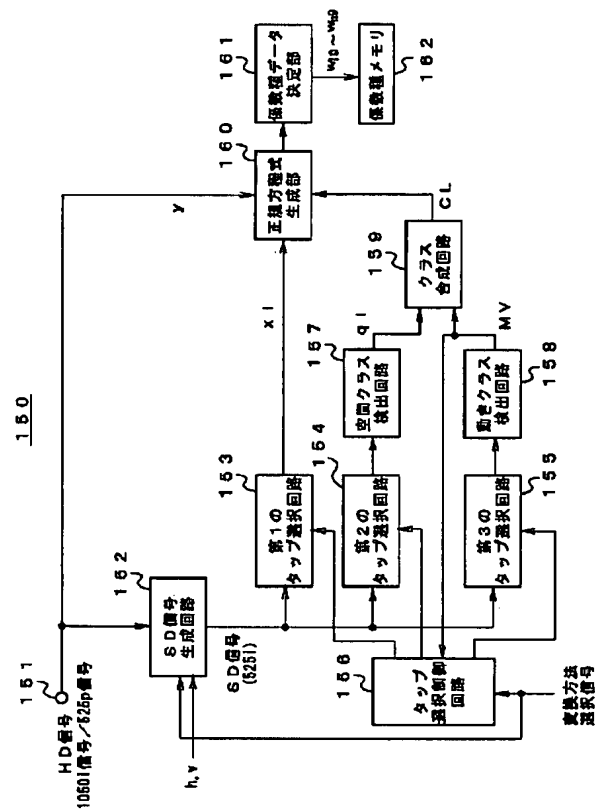 150
151
HD信号
1050I信号/525p信号
152
SD信号
生成回路
h,v
SD信号
(525I)
153
第1の
タップ選択回路
154
第2の
タップ選択回路
155
第3の
タップ選択回路
156
タップ
選択制御
回路
変換方法
選択信号
157
空間クラス
検出回路
158
動きクラス
検出回路
qi
MV
159
クラス
合成回路
CL
xi
y
160
正規方程式
生成部
161
係数種データ
決定部
w10~wn9
162
係数種メモリ